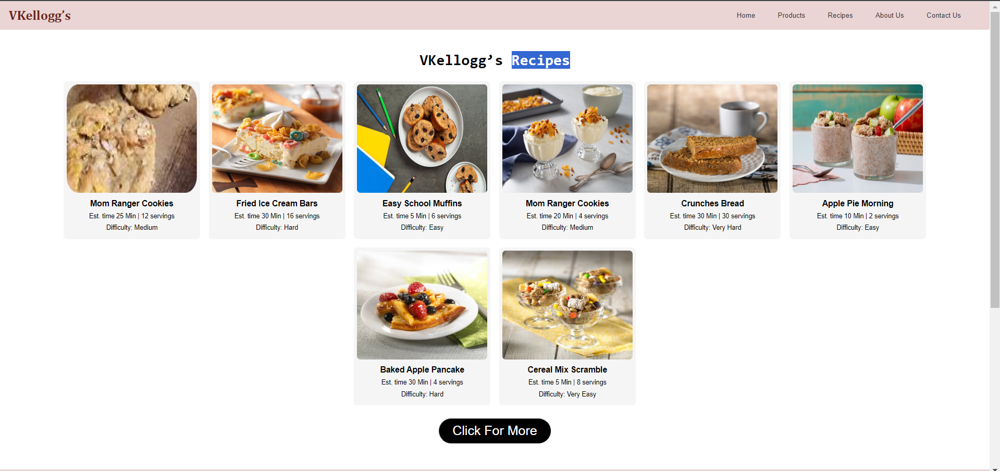 VKellogg’s
Home
Products
Recipes
About Us
Contact Us
VKellogg’s Recipes
Mom Ranger Cookies
Est. time 25 Min | 12 servings
Difficulty: Medium
Fried Ice Cream Bars
Est. time 30 Min | 16 servings
Difficulty: Hard
Easy School Muffins
Est. time 5 Min | 6 servings
Difficulty: Easy
Mom Ranger Cookies
Est. time 20 Min | 4 servings
Difficulty: Medium
Crunches Bread
Est. time 30 Min | 30 servings
Difficulty: Very Hard
Apple Pie Morning
Est. time 10 Min | 2 servings
Difficulty: Easy
Baked Apple Pancake
Est. time 30 Min | 4 servings
Difficulty: Hard
Cereal Mix Scramble
Est. time 5 Min | 8 servings
Difficulty: Very Easy
Click For More